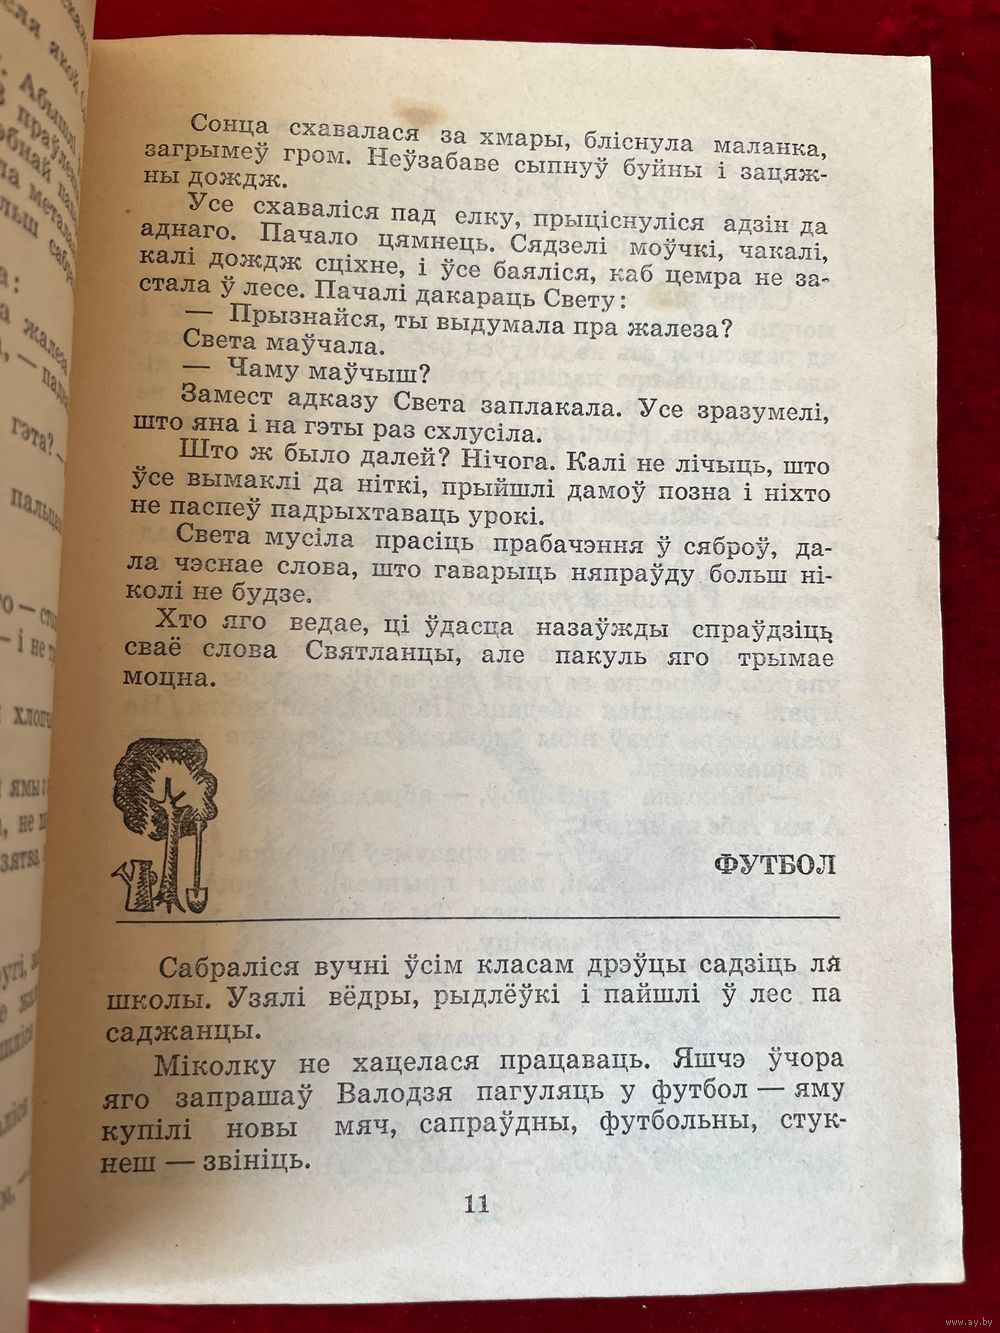 Сонца схавалася за хмары, бліснула маланка,
загрымеў гром. Неўзабаве сыпнуў буйны і зацяж-
ны дождж.
Усе схаваліся пад елку, прыціснуліся адзін да
аднаго. Пачало цямнець. Сядзелі моўчкі, чакалі,
калі дождж сціхне, і ўсе баяліся, каб цемра не за-
стала ў лесе. Пачалі дакараць Свету:
— Прызнайся, ты выдумала пра жалеза?
Света маўчала.
— Чаму маўчыш?
Замест адказу Света заплакала. Усе зразумелі,
што яна і на гэты раз схлусіла.
Што ж было далей? Нічога. Калі не лічыць, што
ўсе вымаклі да ніткі, прыйшлі дамоў позна і ніхто
не паспеў падрыхтаваць урокі.
Света мусіла прасіць прабачэння ў сяброў, да-
ла чэснае слова, што гаварыць няпраўду больш ні-
колі не будзе.
Хто яго ведае, ці ўдасца назаўжды спраўдзіць
сваё слова Святланцы, але пакуль яго трымае
моцна.
ФУТБОЛ
Сабраліся вучні ўсім класам дрэўцы садзіць ля
школы. Узялі вёдры, рыдлёўкі і пайшлі ў лес па
саджанцы.
Міколку не хацелася працаваць. Яшчэ ўчора
яго запрашаў Валодзя пагуляць у футбол — яму
купілі новы мяч, сапраўдны, футбольны, стук-
неш — звініць.
11
www.ay.by